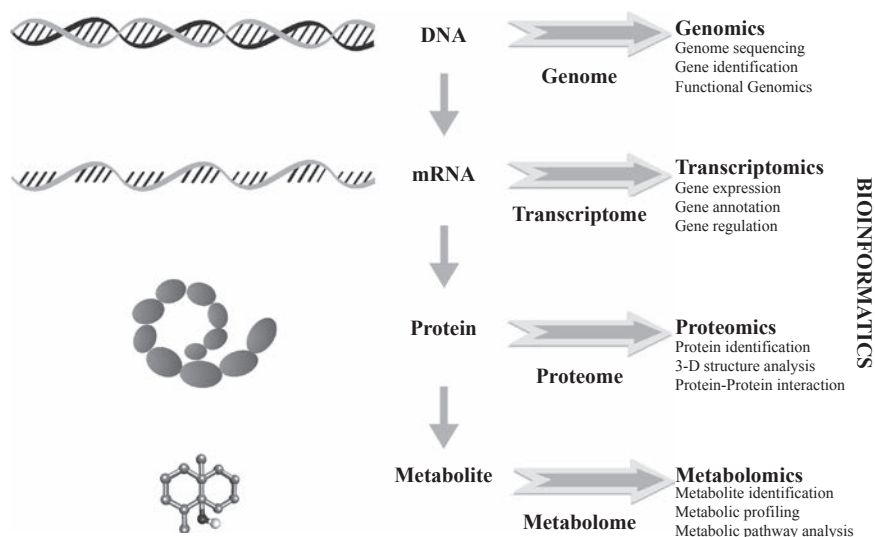 DNA
Genome
Genomics
Genome sequencing
Gene identification
Functional Genomics
mRNA
Transcriptome
Transcriptomics
Gene expression
Gene annotation
Gene regulation
Protein
Proteome
Proteomics
Protein identification
3-D structure analysis
Protein-Protein interaction
Metabolite
Metabolome
Metabolomics
Metabolite identification
Metabolic profiling
Metabolic pathway analysis
BIOINFORMATICS